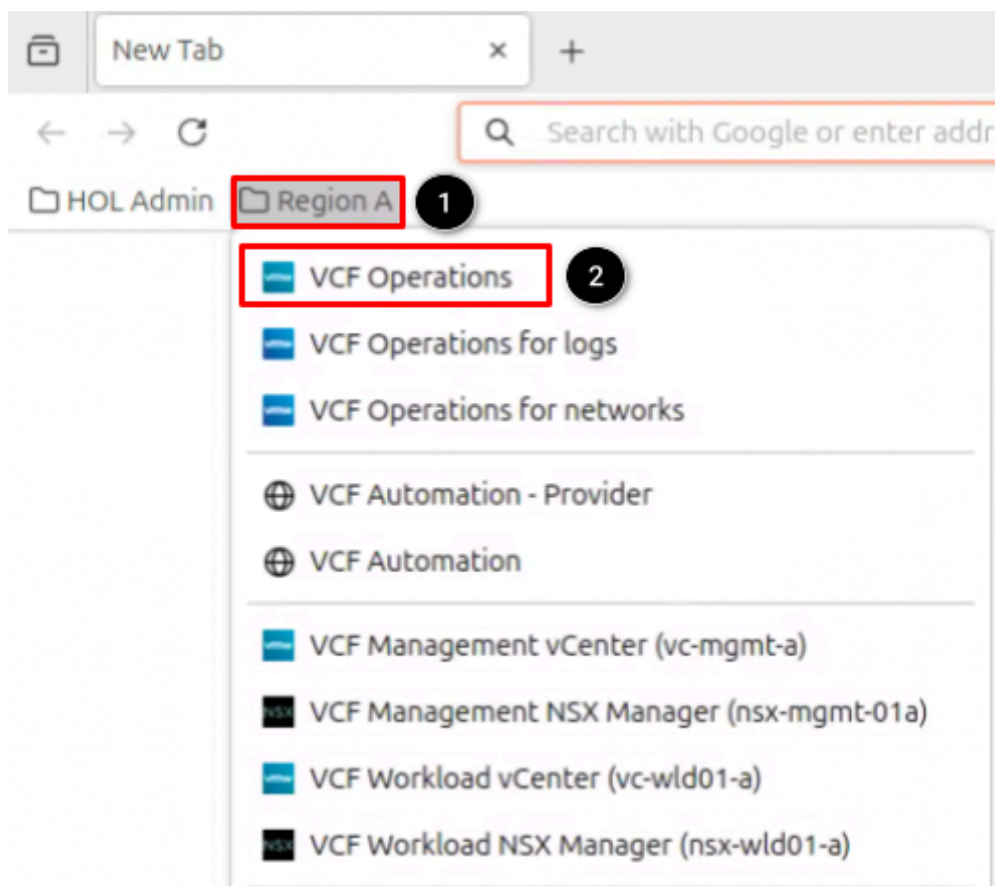 New Tab
Search with Google or enter addr
HOL Admin Region A 1
VCF Operations 2
VCF Operations for logs
VCF Operations for networks
VCF Automation - Provider
VCF Automation
VCF Management vCenter (vc-mgmt-a)
NSX VCF Management NSX Manager (nsx-mgmt-01a)
VCF Workload vCenter (vc-wld01-a)
NSX VCF Workload NSX Manager (nsx-wld01-a)